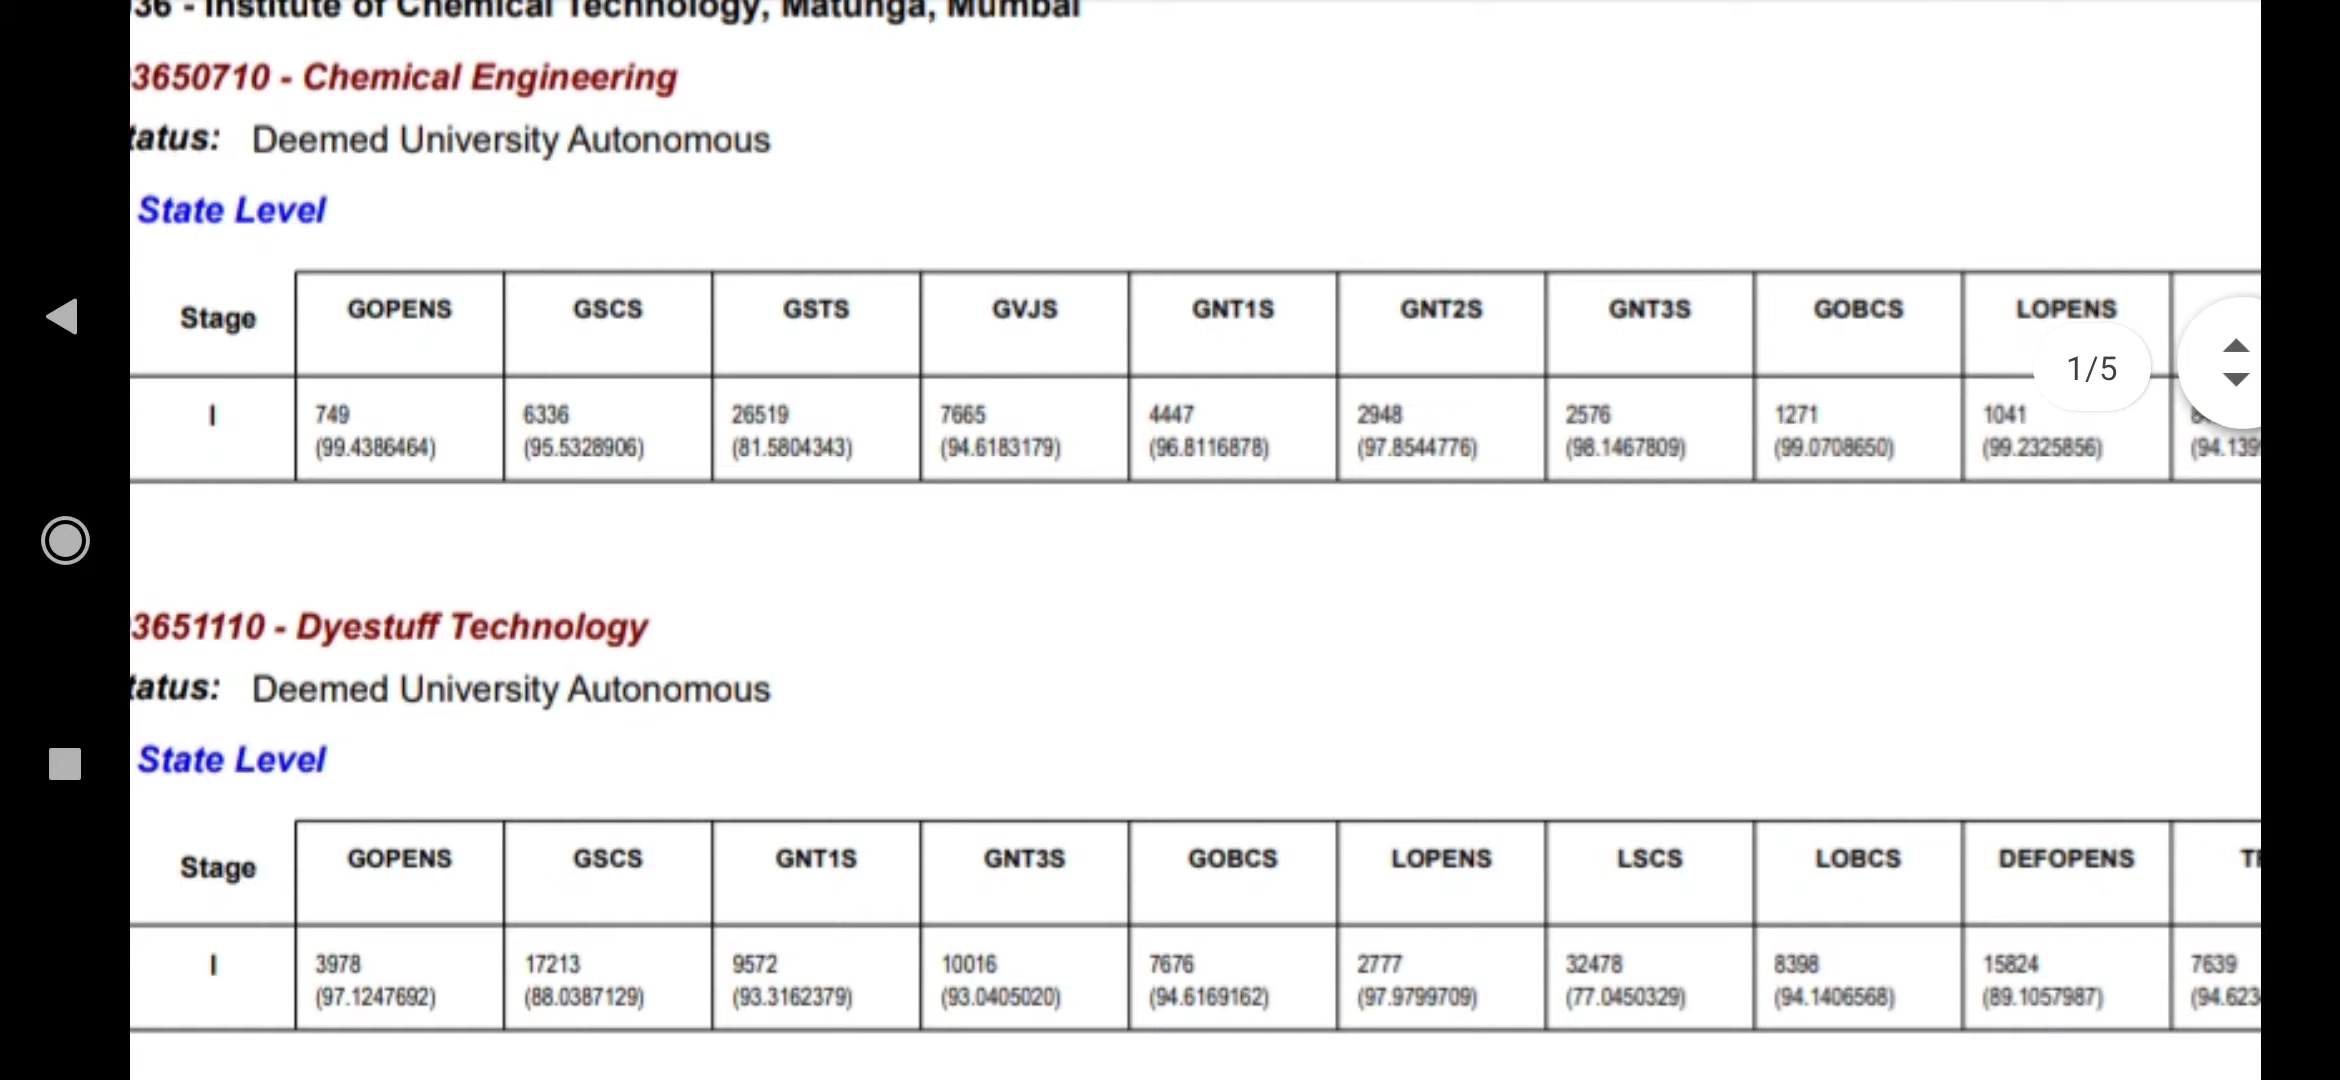 36 - Institute of Chemical Technology, Matunga, Mumbai
3650710 - Chemical Engineering
tatus: Deemed University Autonomous
State Level
Stage GOPENS GSCS GSTS GVJS GNT1S GNT2S GNT3S GOBCS LOPENS
1/5
I 749 6336 26519 7665 4447 2948 2576 1271 1041
(99.4386464) (95.5328906) (81.5804343) (94.6183179) (96.8116878) (97.8544776) (98.1467809) (99.0708650) (99.2325856) (94.139
3651110 - Dyestuff Technology
tatus: Deemed University Autonomous
State Level
Stage GOPENS GSCS GNT1S GNT3S GOBCS LOPENS LSCS LOBCS DEFOPENS
I 3978 17213 9572 10016 7676 2777 32478 8398 15824 7639
(97.1247692) (88.0387129) (93.3162379) (93.0405020) (94.6169162) (97.9799709) (77.0450329) (94.1406568) (89.1057987) (94.623